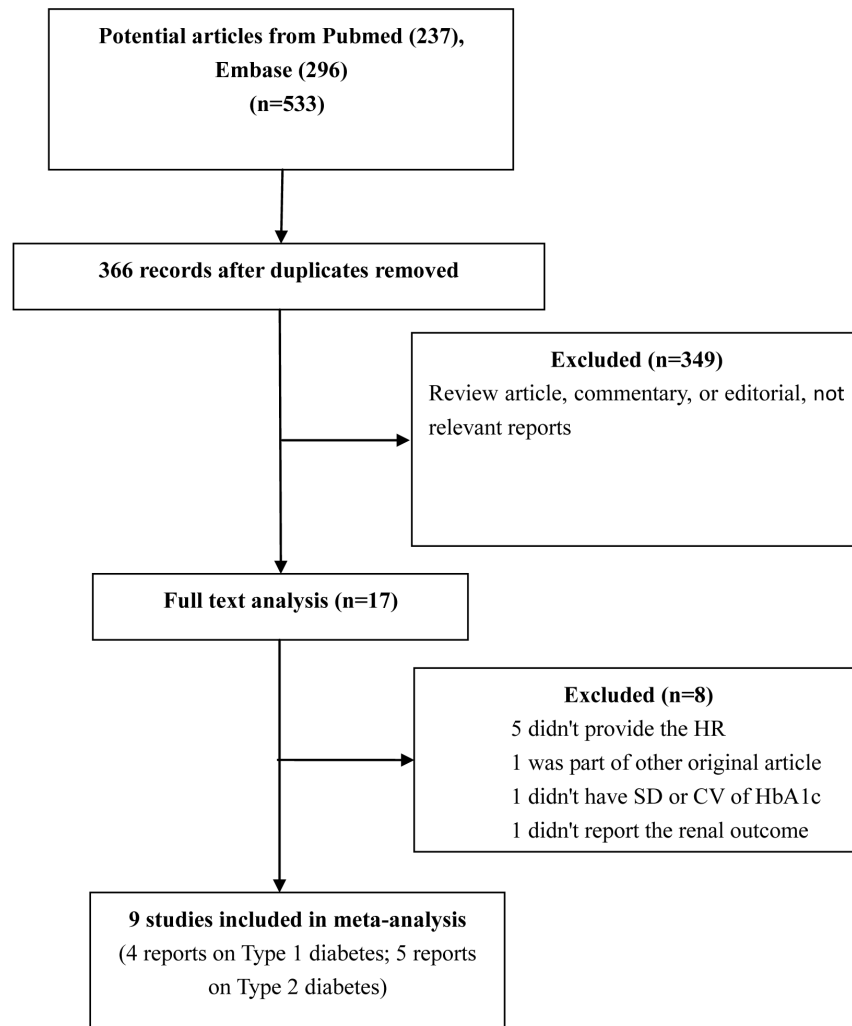 Potential articles from Pubmed (237),
Embase (296)
(n=533)
366 records after duplicates removed
Excluded (n=349)
Review article, commentary, or editorial, not
relevant reports
Full text analysis (n=17)
Excluded (n=8)
5 didn't provide the HR
1 was part of other original article
1 didn't have SD or CV of HbA1c
1 didn't report the renal outcome
9 studies included in meta-analysis
(4 reports on Type 1 diabetes; 5 reports
on Type 2 diabetes)